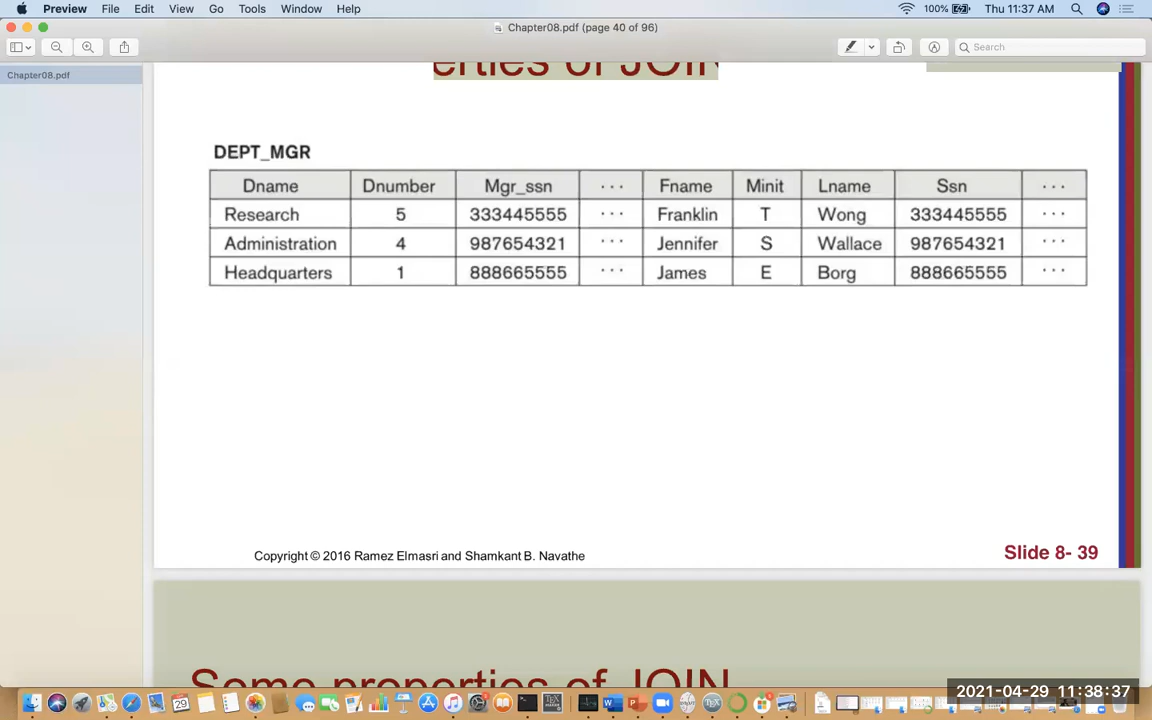 Preview File Edit View Go Tools Window Help 100% Thu 11:37 AM
Chapter08.pdf (page 40 of 96)
Search
Chapter08.pdf
erties of JOIN
DEPT_MGR
Dname Dnumber Mgr_ssn ··· Fname Minit Lname Ssn ···
Research 5 333445555 ··· Franklin T Wong 333445555 ···
Administration 4 987654321 ··· Jennifer S Wallace 987654321 ···
Headquarters 1 888665555 ··· James E Borg 888665555 ···
Copyright © 2016 Ramez Elmasri and Shamkant B. Navathe
Slide 8- 39
Some properties of JOIN
2021-04-29 11:38:37